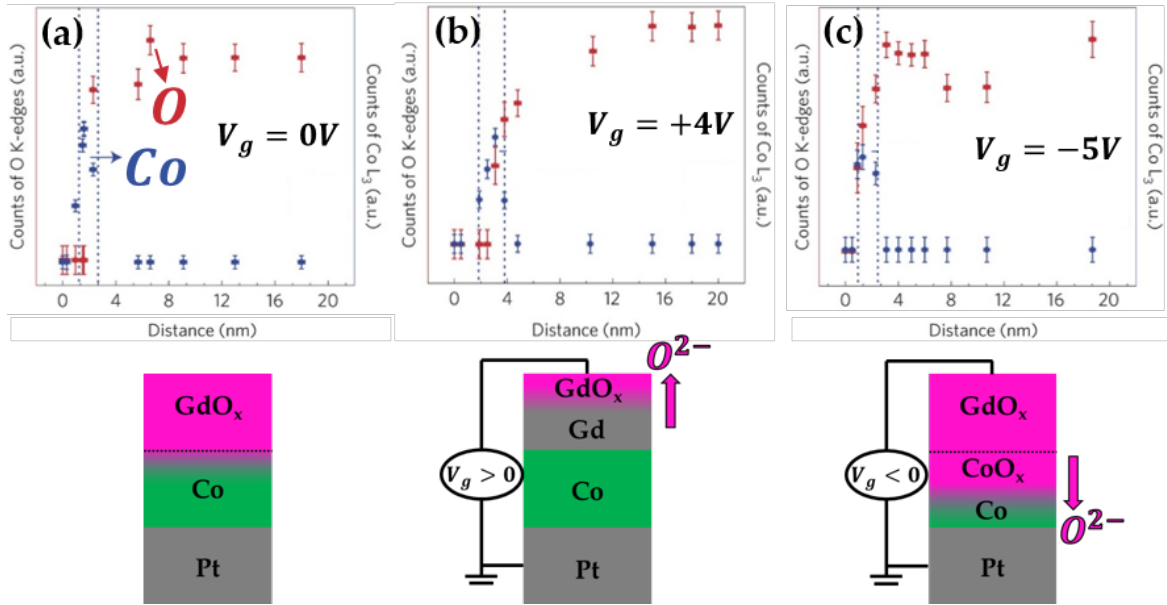 (a)
Counts of O K-edges (a.u.)
O
Co
V_g = 0V
Counts of Co L₃ (a.u.)
0 4 8 12 16 20
Distance (nm)
(b)
Counts of O K-edges (a.u.)
V_g = +4V
Counts of Co L₃ (a.u.)
0 4 8 12 16 20
Distance (nm)
(c)
Counts of O K-edges (a.u.)
V_g = −5V
Counts of Co L₃ (a.u.)
0 4 8 12 16 20
Distance (nm)
GdOₓ
Co
Pt
O²⁻
GdOₓ
Gd
V_g > 0
Co
Pt
GdOₓ
V_g < 0
CoOₓ
Co
O²⁻
Pt